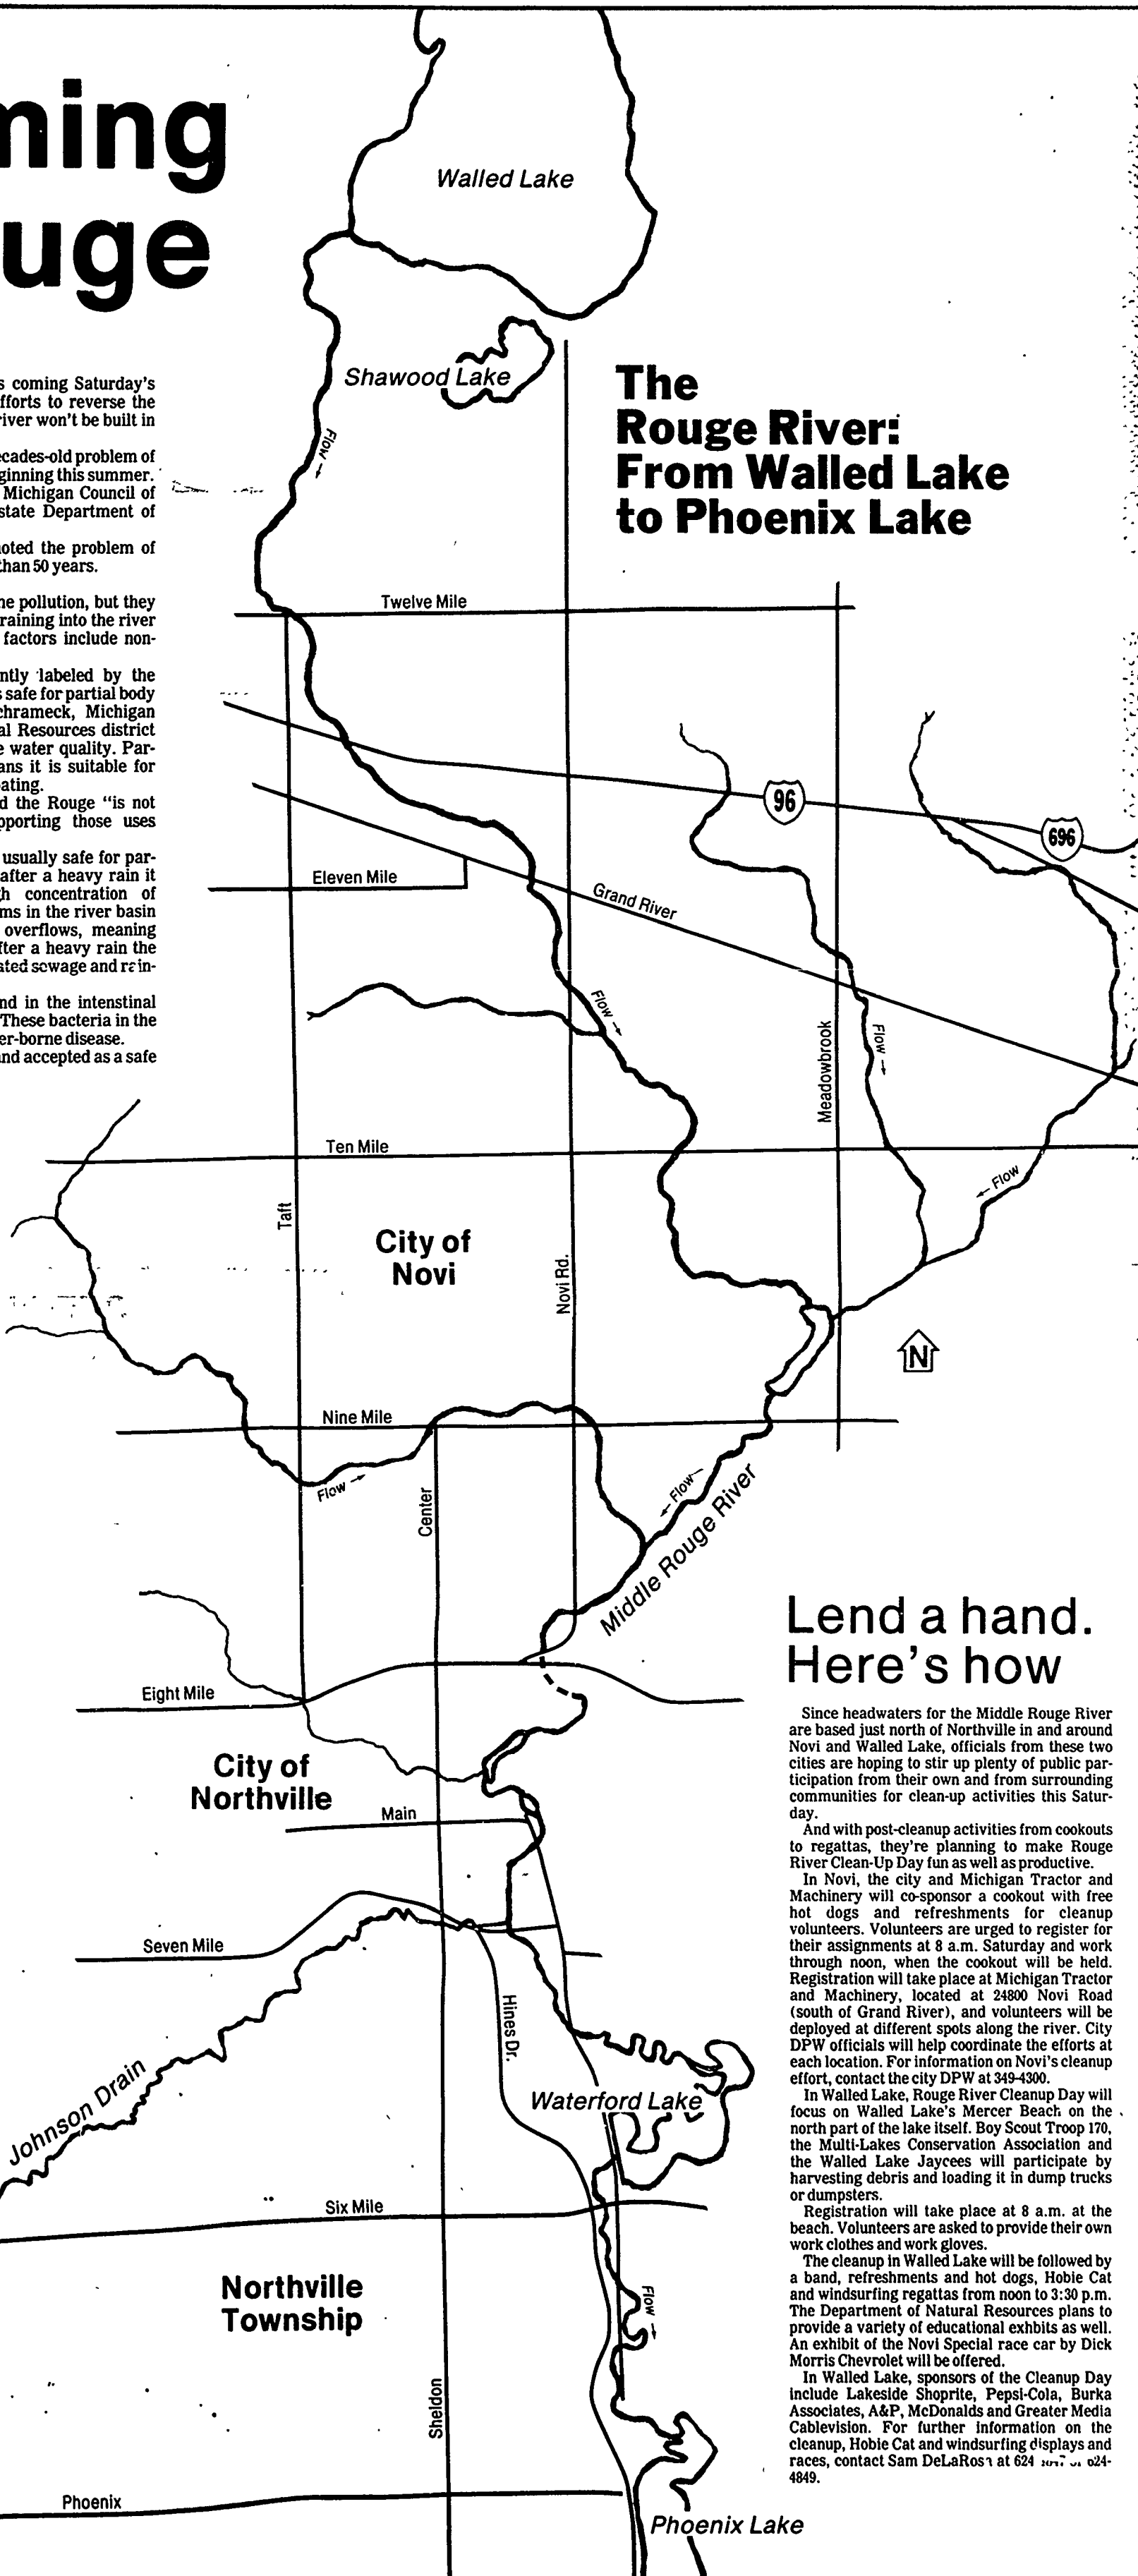 ming
uge
s coming Saturday's
fforts to reverse the
river won't be built in
ecades-old problem of
ginning this summer.
Michigan Council of
state Department of
noted the problem of
than 50 years.
he pollution, but they
raining into the river
factors include non-
ntly labeled by the
s safe for partial body
chrameck, Michigan
al Resources district
e water quality. Par-
ans it is suitable for
ating.
d the Rouge "is not
pporting those uses
usually safe for par-
after a heavy rain it
gh concentration of
ms in the river basin
overflows, meaning
fter a heavy rain the
ated sewage and rain-
nd in the intenstinal
These bacteria in the
er-borne disease.
and accepted as a safe
Walled Lake
Shawood Lake
The
Rouge River:
From Walled Lake
to Phoenix Lake
Flow →
Twelve Mile
96
696
Eleven Mile
Grand River
Flow →
Flow →
Meadowbrook
Ten Mile
← Flow
Taft
City of
Novi
Novi Rd.
N
Nine Mile
Flow →
← Flow
Center
Middle Rouge River
Eight Mile
City of
Northville
Main
Seven Mile
Hines Dr.
Johnson Drain
Waterford Lake
Six Mile
Northville
Township
Flow →
Sheldon
Phoenix
Phoenix Lake
Lend a hand.
Here's how
Since headwaters for the Middle Rouge River
are based just north of Northville in and around
Novi and Walled Lake, officials from these two
cities are hoping to stir up plenty of public par-
ticipation from their own and from surrounding
communities for clean-up activities this Satur-
day.
And with post-cleanup activities from cookouts
to regattas, they're planning to make Rouge
River Clean-Up Day fun as well as productive.
In Novi, the city and Michigan Tractor and
Machinery will co-sponsor a cookout with free
hot dogs and refreshments for cleanup
volunteers. Volunteers are urged to register for
their assignments at 8 a.m. Saturday and work
through noon, when the cookout will be held.
Registration will take place at Michigan Tractor
and Machinery, located at 24800 Novi Road
(south of Grand River), and volunteers will be
deployed at different spots along the river. City
DPW officials will help coordinate the efforts at
each location. For information on Novi's cleanup
effort, contact the city DPW at 349-4300.
In Walled Lake, Rouge River Cleanup Day will
focus on Walled Lake's Mercer Beach on the
north part of the lake itself. Boy Scout Troop 170,
the Multi-Lakes Conservation Association and
the Walled Lake Jaycees will participate by
harvesting debris and loading it in dump trucks
or dumpsters.
Registration will take place at 8 a.m. at the
beach. Volunteers are asked to provide their own
work clothes and work gloves.
The cleanup in Walled Lake will be followed by
a band, refreshments and hot dogs, Hobie Cat
and windsurfing regattas from noon to 3:30 p.m.
The Department of Natural Resources plans to
provide a variety of educational exhbits as well.
An exhibit of the Novi Special race car by Dick
Morris Chevrolet will be offered.
In Walled Lake, sponsors of the Cleanup Day
include Lakeside Shoprite, Pepsi-Cola, Burka
Associates, A&P, McDonalds and Greater Media
Cablevision. For further information on the
cleanup, Hobie Cat and windsurfing displays and
races, contact Sam DeLaRosa at 624 624-
4849.